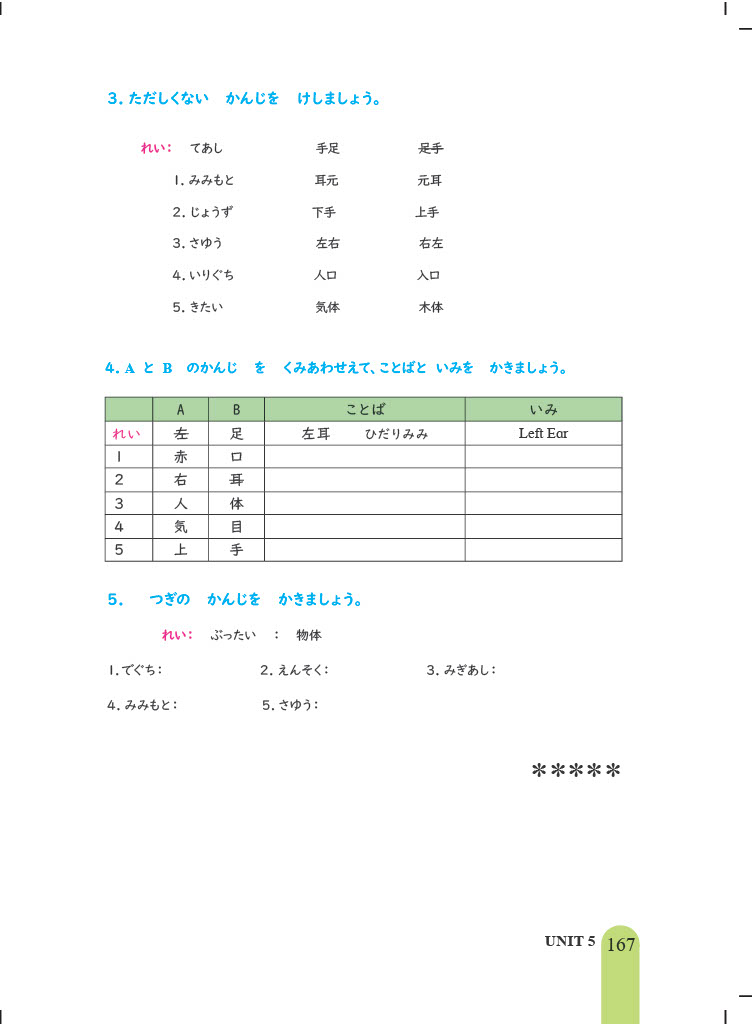 3. ただしくない かんじを けしましょう。
れい： てあし 手足 足手
1. みみもと 耳元 元耳
2. じょうず 下手 上手
3. さゆう 左右 右左
4. いりぐち 人口 入口
5. きたい 気体 木体
4. A と B のかんじ を くみあわせえて、ことばと いみを かきましょう。
A B ことば いみ
れい 左 足 左耳 ひだりみみ Left Ear
1 赤 口
2 右 耳
3 人 体
4 気 目
5 上 手
5. つぎの かんじを かきましょう。
れい： ぶったい ： 物体
1. でぐち： 2. えんそく： 3. みぎあし：
4. みみもと： 5. さゆう：
*****
UNIT 5 167